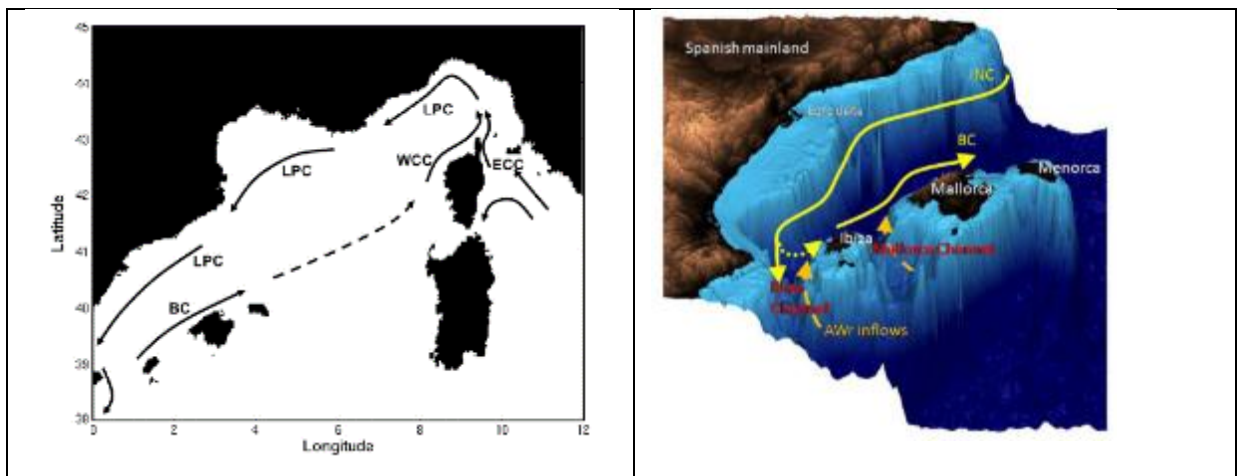 45
44
43
42
41
40
39
38
0
2
4
6
8
10
12
Latitude
Longitude
LPC
LPC
LPC
WCC
ECC
BC
Spanish mainland
NC
BC
Menorca
Mallorca
Ibiza
Mallorca Channel
Channel
AWr inflows